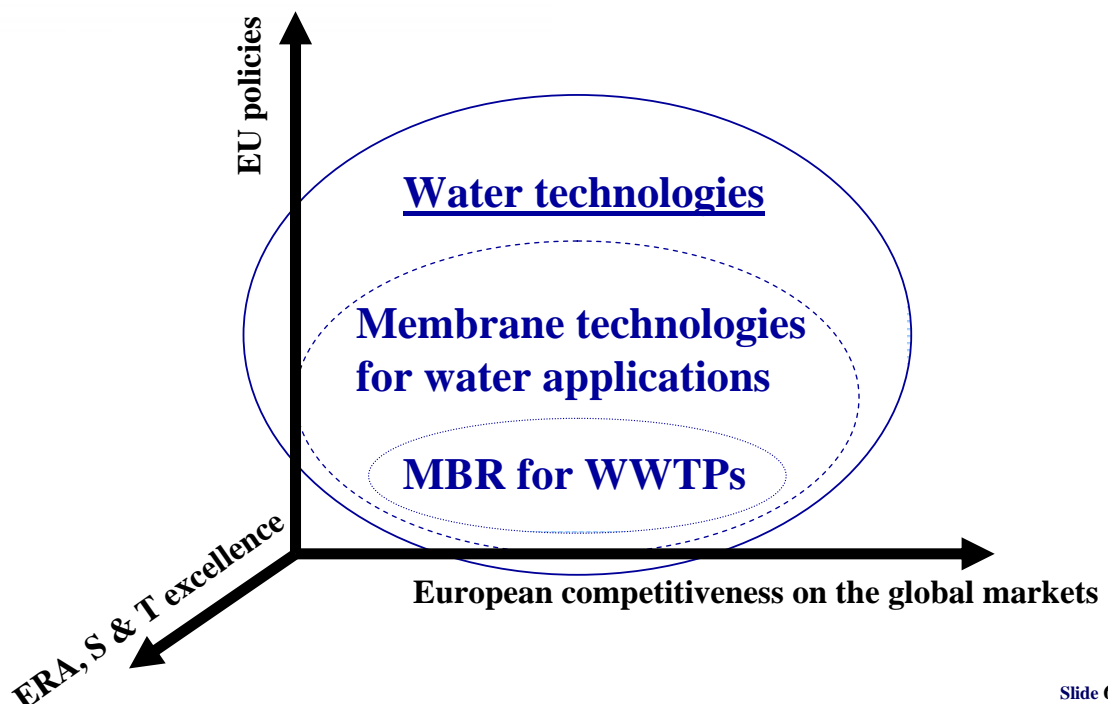 EU policies
Water technologies
Membrane technologies
for water applications
MBR for WWTPs
ERA, S & T excellence
European competitiveness on the global markets
Slide